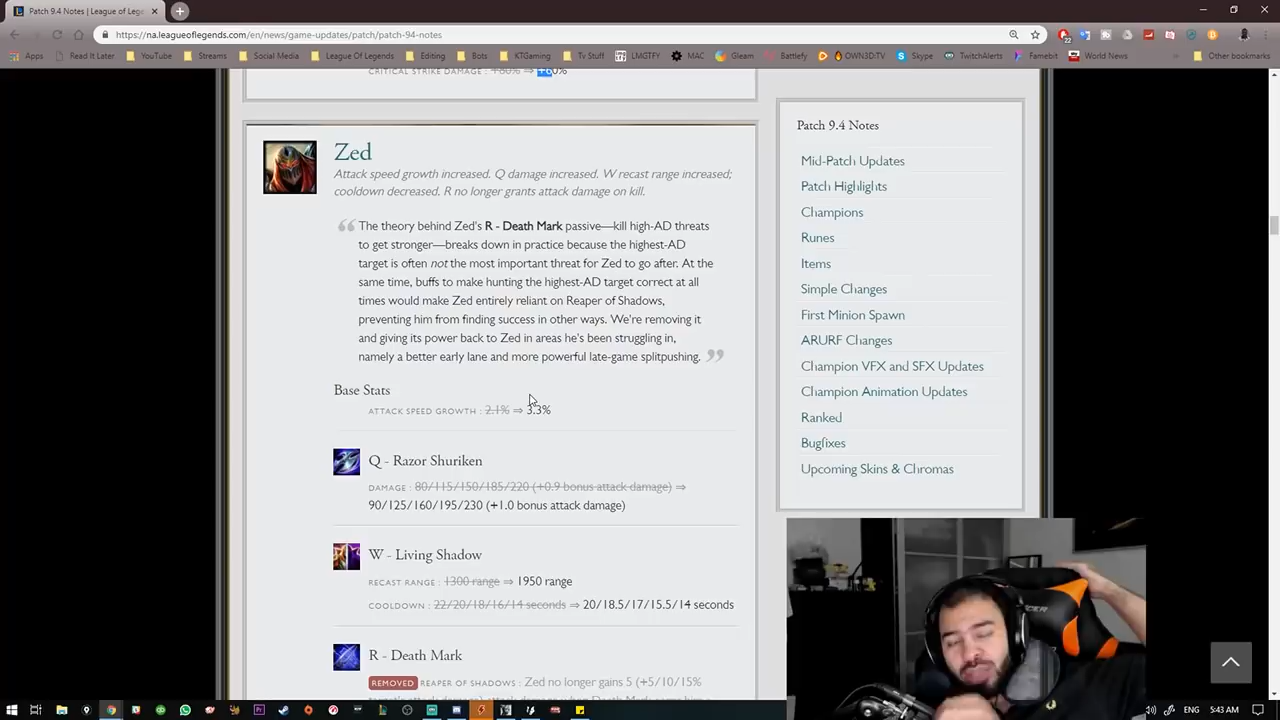 Patch 9.4 Notes | League of Lege
https://na.leagueoflegends.com/en/news/game-updates/patch/patch-94-notes
22
Apps
Read It Later
YouTube
Streams
Social Media
League Of Legends
Editing
Bots
KTGaming
Tv Stuff
LMGTFY
MAC
Gleam
Battlefy
OWN3D.TV
Skype
TwitchAlerts
Famebit
World News
Other bookmarks
CRITICAL STRIKE DAMAGE : +80% ⇒ +60%
Zed
Attack speed growth increased. Q damage increased. W recast range increased;
cooldown decreased. R no longer grants attack damage on kill.
The theory behind Zed's R - Death Mark passive—kill high-AD threats
to get stronger—breaks down in practice because the highest-AD
target is often not the most important threat for Zed to go after. At the
same time, buffs to make hunting the highest-AD target correct at all
times would make Zed entirely reliant on Reaper of Shadows,
preventing him from finding success in other ways. We're removing it
and giving its power back to Zed in areas he's been struggling in,
namely a better early lane and more powerful late-game splitpushing.
Base Stats
ATTACK SPEED GROWTH : 2.1% ⇒ 3.3%
Q - Razor Shuriken
DAMAGE : 80/115/150/185/220 (+0.9 bonus attack damage) ⇒
90/125/160/195/230 (+1.0 bonus attack damage)
W - Living Shadow
RECAST RANGE : 1300 range ⇒ 1950 range
COOLDOWN : 22/20/18/16/14 seconds ⇒ 20/18.5/17/15.5/14 seconds
R - Death Mark
REMOVED REAPER OF SHADOWS : Zed no longer gains 5 (+5/10/15%
Patch 9.4 Notes
Mid-Patch Updates
Patch Highlights
Champions
Runes
Items
Simple Changes
First Minion Spawn
ARURF Changes
Champion VFX and SFX Updates
Champion Animation Updates
Ranked
Bugfixes
Upcoming Skins & Chromas
ENG
5:43 AM